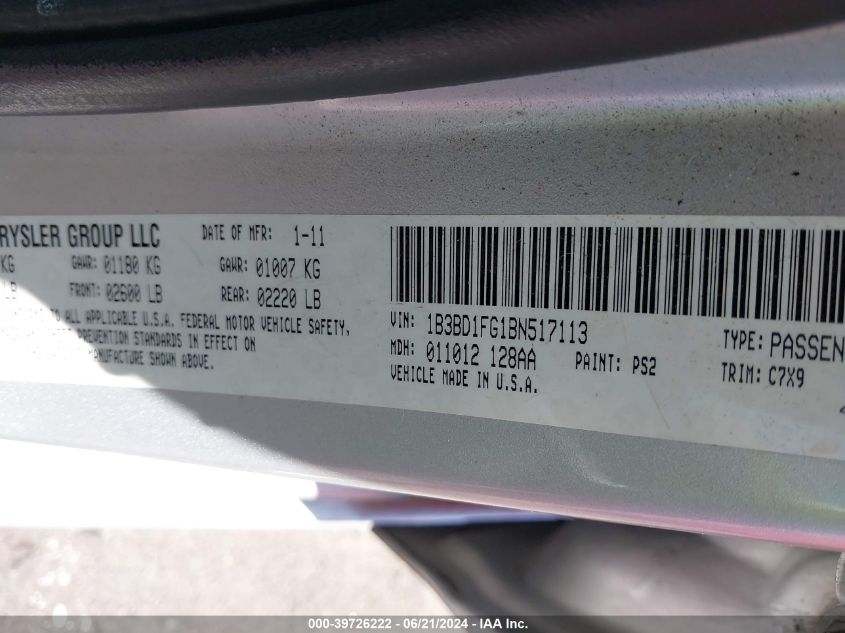 RYSLER GROUP LLC DATE OF MFR: 1-11
KG GAWR: 01180 KG GAWR: 01007 KG
LB FRONT: 02600 LB REAR: 02220 LB
TO ALL APPLICABLE U.S.A. FEDERAL MOTOR VEHICLE SAFETY,
PREVENTION STANDARDS IN EFFECT ON
MANUFACTURE SHOWN ABOVE.
VIN: 1B3BD1FG1BN517113 TYPE: PASSEN
MDH: 011012 128AA PAINT: PS2 TRIM: C7X9
VEHICLE MADE IN U.S.A.
000-39726222 - 06/21/2024 - IAA Inc.